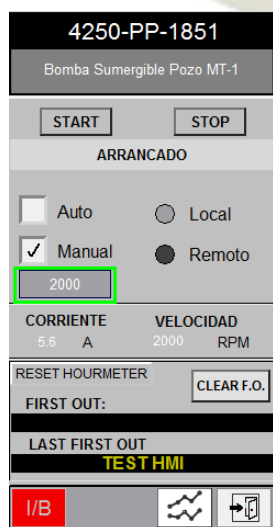 4250-PP-1851
Bomba Sumergible Pozo MT-1
START STOP
ARRANCADO
Auto Local
Manual Remoto
2000
CORRIENTE VELOCIDAD
5.6 A 2000 RPM
RESET HOURMETER
CLEAR F.O.
FIRST OUT:
LAST FIRST OUT
TEST HMI
I/B